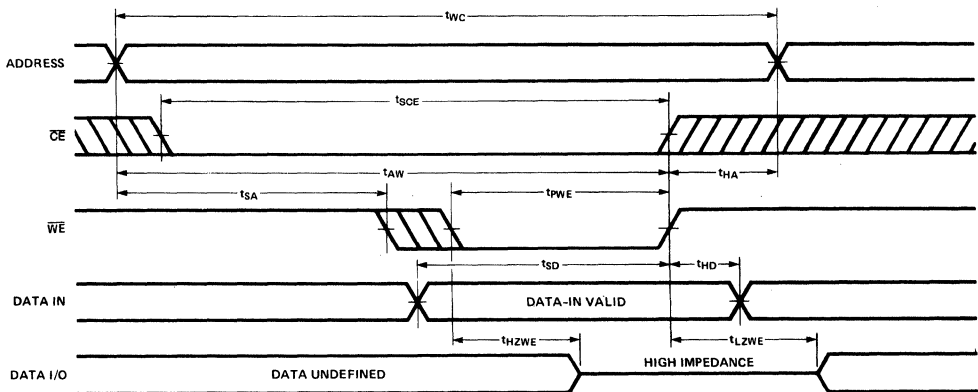 tWC
ADDRESS
tSCE
CE
tAW
tHA
tSA
tPWE
WE
tSD
tHD
DATA IN
DATA-IN VALID
tHZWE
tLZWE
HIGH IMPEDANCE
DATA I/O
DATA UNDEFINED